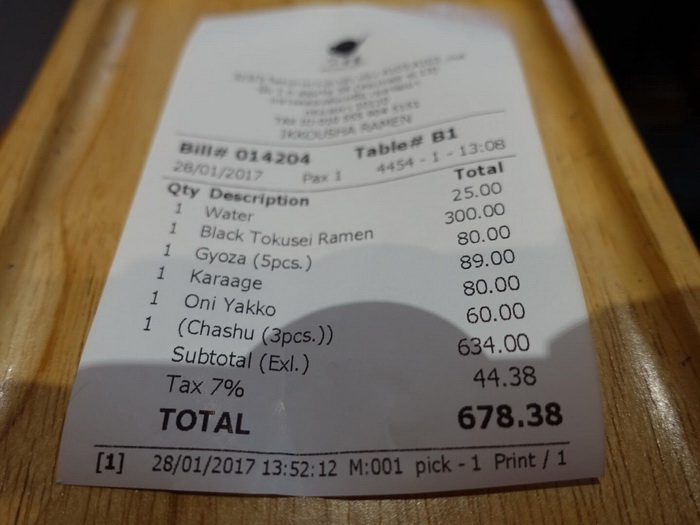 IKKOUSHA RAMEN
Bill# 014204 Table# B1
28/01/2017 Pax 1 4454 - 1 - 13:08
Qty Description Total
1 Water 25.00
1 Black Tokusei Ramen 300.00
1 Gyoza (5pcs.) 80.00
1 Karaage 89.00
1 Oni Yakko 80.00
1 (Chashu (3pcs.)) 60.00
Subtotal (Exl.) 634.00
Tax 7% 44.38
TOTAL 678.38
[1] 28/01/2017 13:52:12 M:001 pick - 1 Print / 1